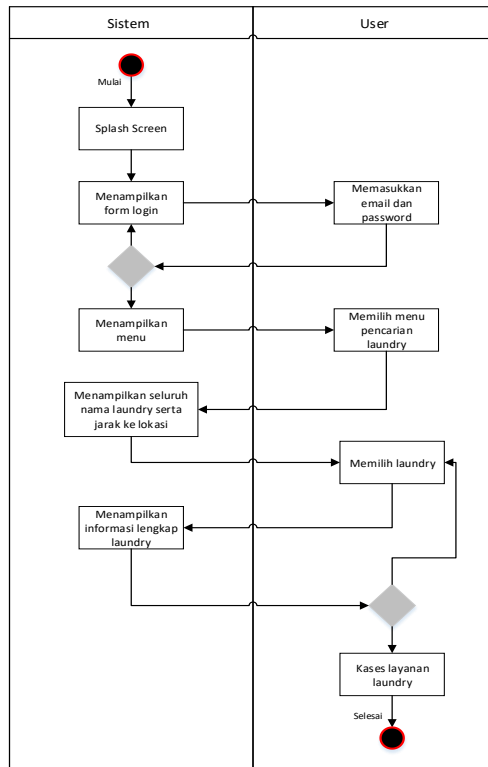 Sistem
User
Mulai
Splash Screen
Menampilkan
form login
Memasukkan
email dan
password
Menampilkan
menu
Memilih menu
pencarian
laundry
Menampilkan seluruh
nama laundry serta
jarak ke lokasi
Memilih laundry
Menampilkan
informasi lengkap
laundry
Kases layanan
laundry
Selesai